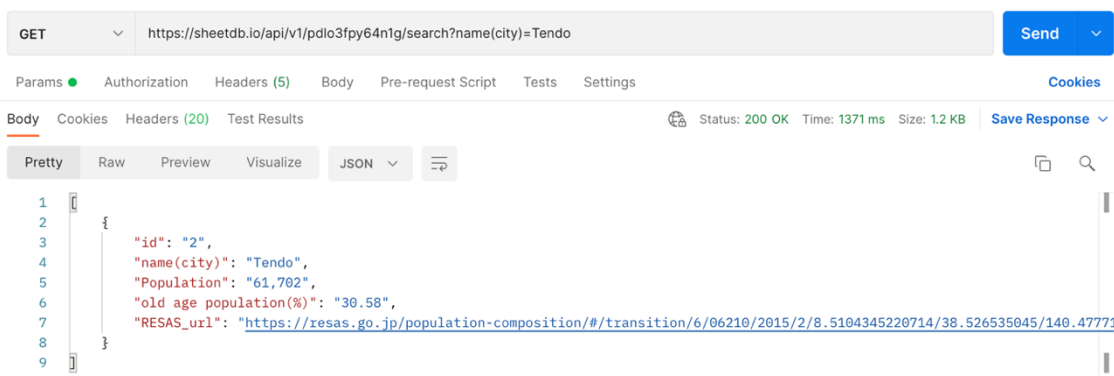 GET https://sheetdb.io/api/v1/pdlo3fpy64n1g/search?name(city)=Tendo Send
Params Authorization Headers (5) Body Pre-request Script Tests Settings Cookies
Body Cookies Headers (20) Test Results Status: 200 OK Time: 1371 ms Size: 1.2 KB Save Response
Pretty Raw Preview Visualize JSON
1 [
2 {
3 "id": "2",
4 "name(city)": "Tendo",
5 "Population": "61,702",
6 "old age population(%)": "30.58",
7 "RESAS_url": "https://resas.go.jp/population-composition/#/transition/6/06210/2015/2/8.5104345220714/38.526535045/140.47771
8 }
9 ]